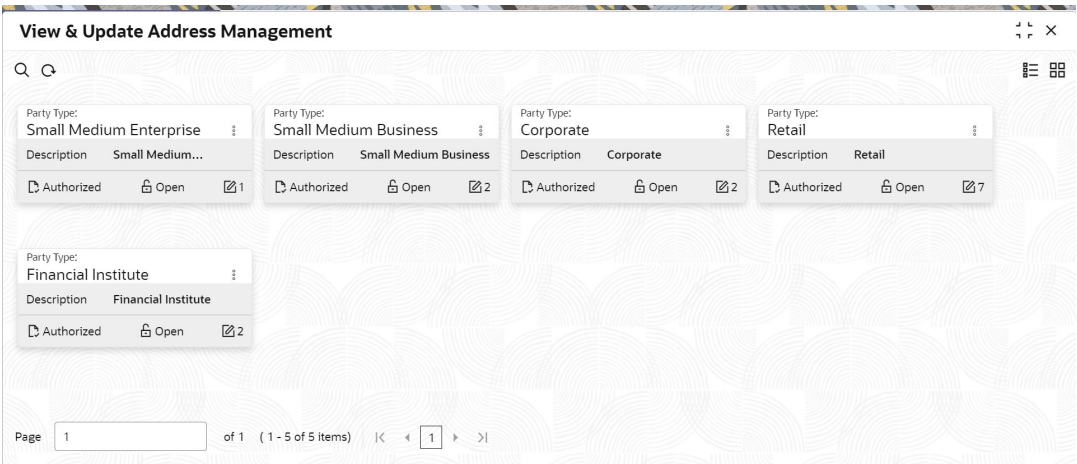 View & Update Address Management
Party Type:
Small Medium Enterprise
Description Small Medium...
Authorized Open 1
Party Type:
Small Medium Business
Description Small Medium Business
Authorized Open 2
Party Type:
Corporate
Description Corporate
Authorized Open 2
Party Type:
Retail
Description Retail
Authorized Open 7
Party Type:
Financial Institute
Description Financial Institute
Authorized Open 2
Page 1 of 1 ( 1 - 5 of 5 items) 1